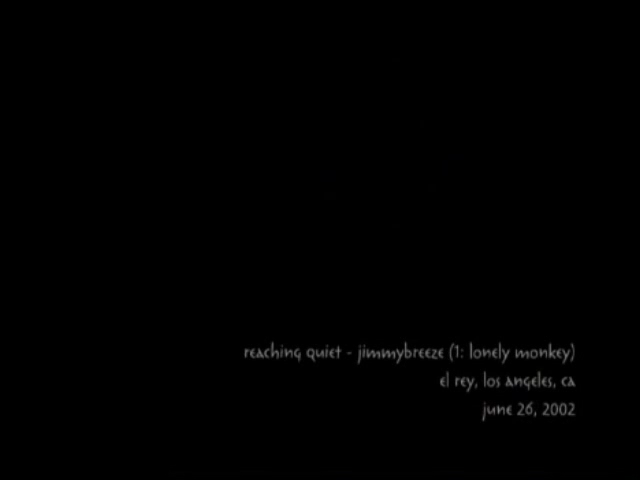 reaching quiet - jimmybreeze (1: lonely monkey)
el rey, los angeles, ca
june 26, 2002